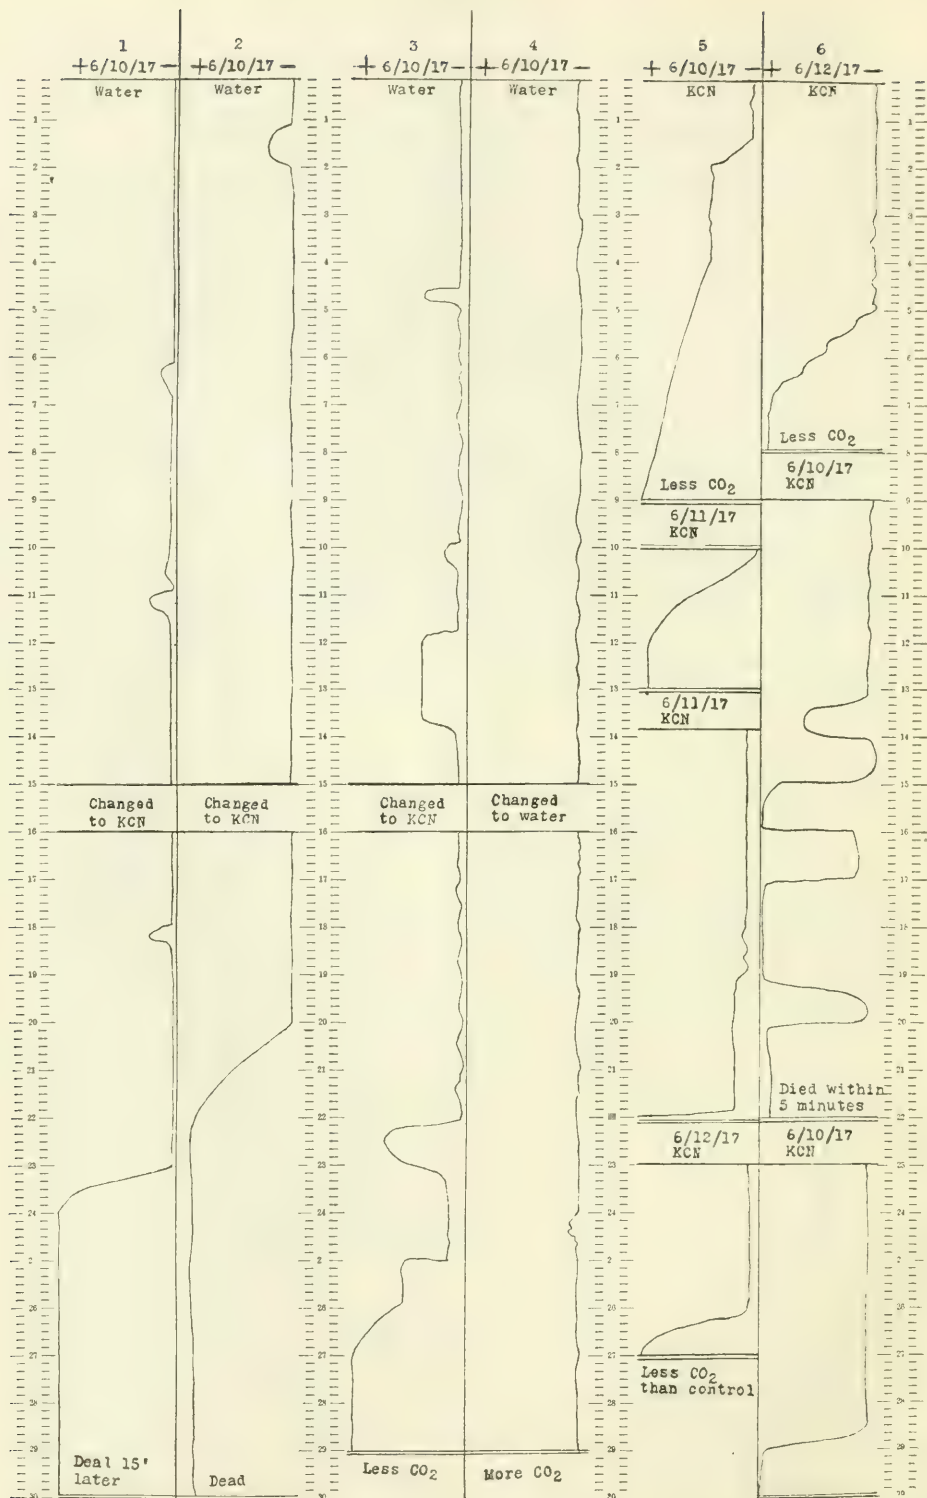 1
+6/10/17-
Water
2
+6/10/17-
Water
3
+ 6/10/17-
Water
4
+6/10/17-
Water
5
+ 6/10/17-
KCN
6
+ 6/12/17-
KCN
1
2
3
4
5
6
7
8
9
10
11
12
13
14
15
16
17
18
19
20
21
22
23
24
2
26
27
28
29
30
Changed
to KCN
Changed
to KCN
Changed
to KCN
Changed
to water
Deal 15'
later
Dead
Less CO2
More CO2
Less CO2
6/11/17
KCN
6/11/17
KCN
6/12/17
KCN
Less CO2
than control
Less CO2
6/10/17
KCN
Died within
5 minutes
6/10/17
KCN